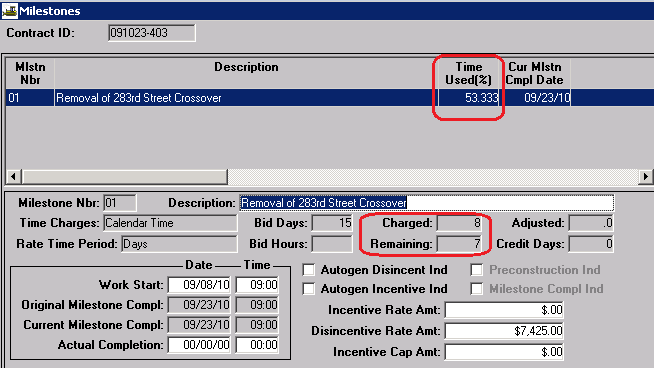 Milestones
Contract ID: 091023-403
Mlstn Nbr Description Time Used(%) Cur Mlstn Cmpl Date
01 Removal of 283rd Street Crossover 53.333 09/23/10
Milestone Nbr: 01 Description: Removal of 283rd Street Crossover
Time Charges: Calendar Time Bid Days: 15 Charged: 8 Adjusted: .0
Rate Time Period: Days Bid Hours: Remaining: 7 Credit Days: 0
Date Time
Work Start: 09/08/10 09:00
Original Milestone Compl: 09/23/10 09:00
Current Milestone Compl: 09/23/10 09:00
Actual Completion: 00/00/00 00:00
Autogen Disincent Ind Preconstruction Ind
Autogen Incentive Ind Milestone Compl Ind
Incentive Rate Amt: $.00
Disincentive Rate Amt: $7,425.00
Incentive Cap Amt: $.00